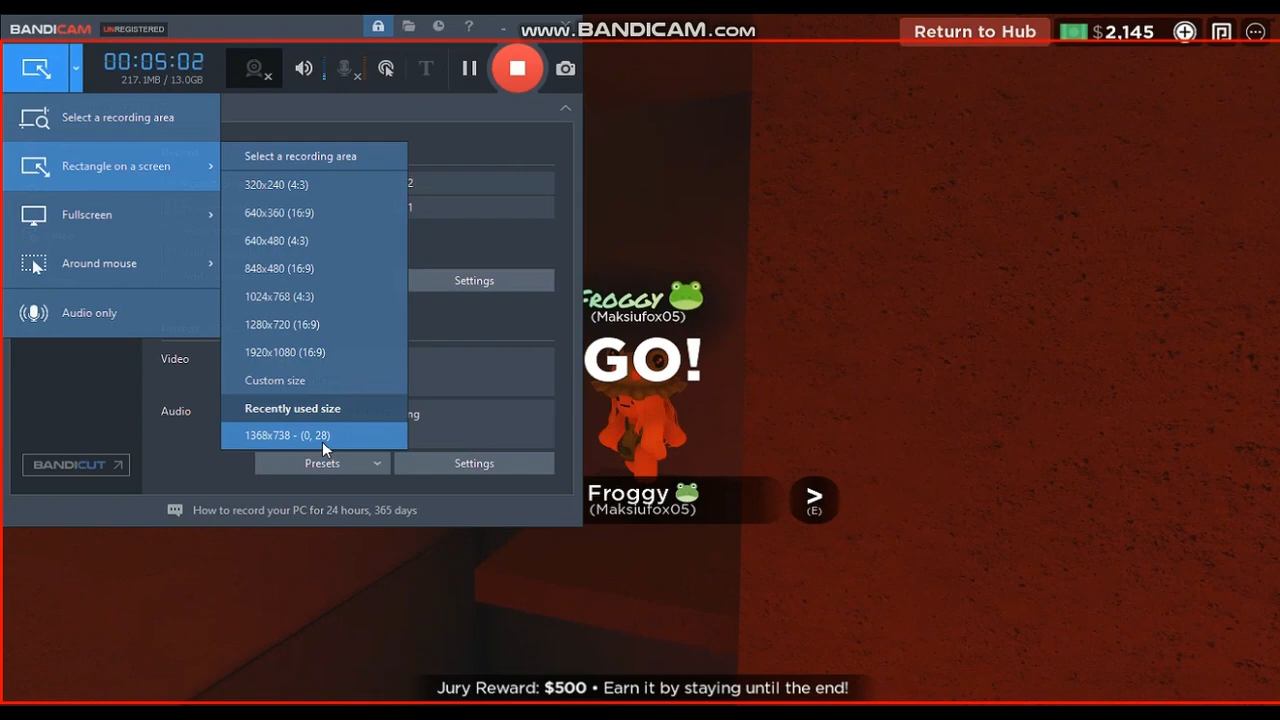 BANDICAM UNREGISTERED
?
www.BANDICAM.com
Return to Hub
$2,145
00:05:02
217.1MB / 13.0GB
T
Select a recording area
Rectangle on a screen
Fullscreen
Around mouse
Audio only
Select a recording area
320x240 (4:3)
640x360 (16:9)
640x480 (4:3)
848x480 (16:9)
1024x768 (4:3)
1280x720 (16:9)
1920x1080 (16:9)
Custom size
Recently used size
1368x738 - (0, 28)
2
1
Settings
Video
Audio
ng
BANDICUT
Presets
Settings
How to record your PC for 24 hours, 365 days
FROGGY
(Maksiufox05)
GO!
Froggy
(Maksiufox05)
>
(E)
Jury Reward: $500 • Earn it by staying until the end!